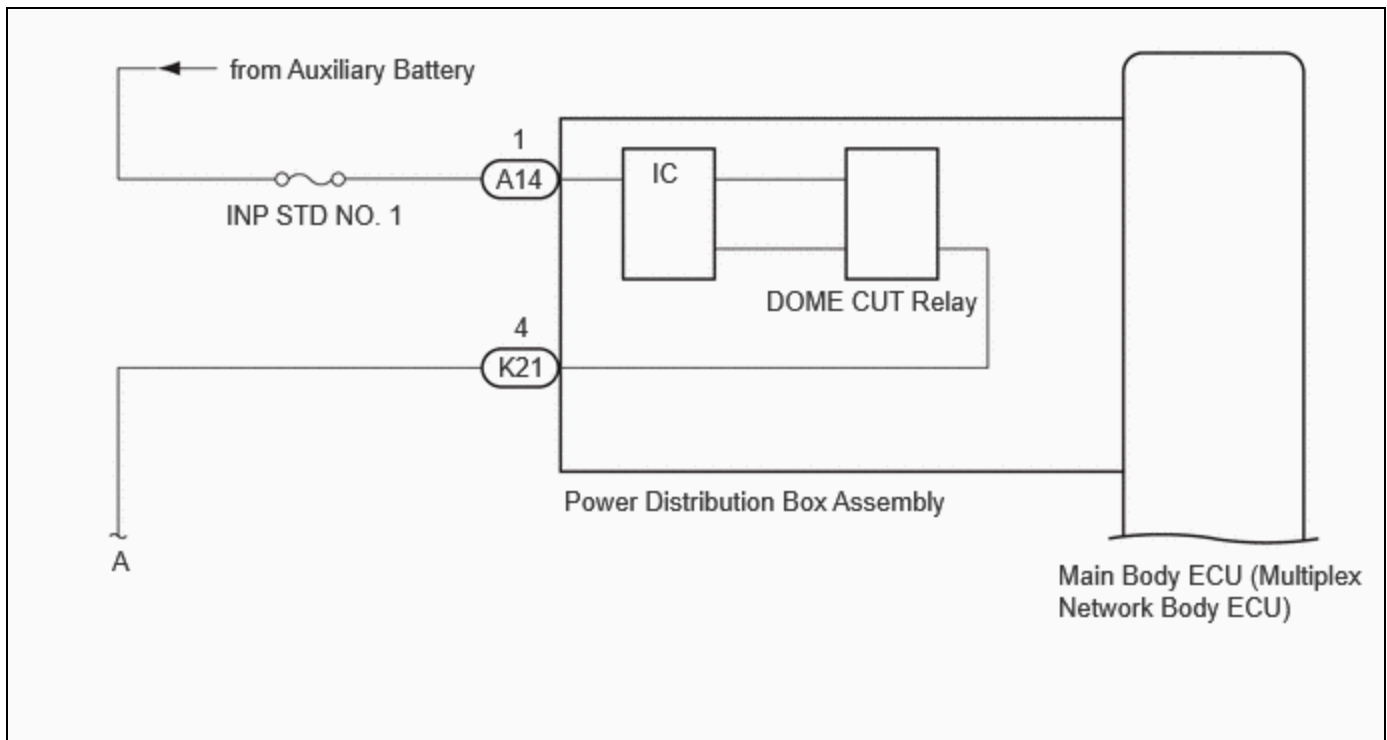 from Auxiliary Battery
1
A14
IC
INP STD NO. 1
DOME CUT Relay
4
K21
Power Distribution Box Assembly
A
Main Body ECU (Multiplex
Network Body ECU)